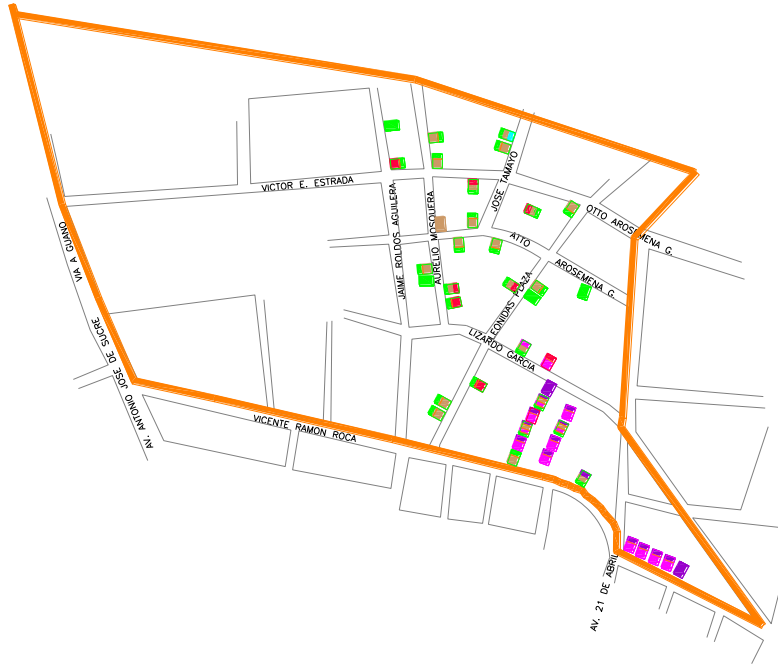 VICTOR E. ESTRADA
JOSE TAMAYO
JAIME ROLDOS AGUILERA
AURELIO MOSQUERA
OTTO AROSEMENA G.
VIA A GUANO
ATTO
AROSEMENA G.
LEONIDAS PLAZA
AV. ANTONIO JOSE DE SUCRE
LIZARDO GARCIA
VICENTE RAMON ROCA
AV. 21 DE ABRIL